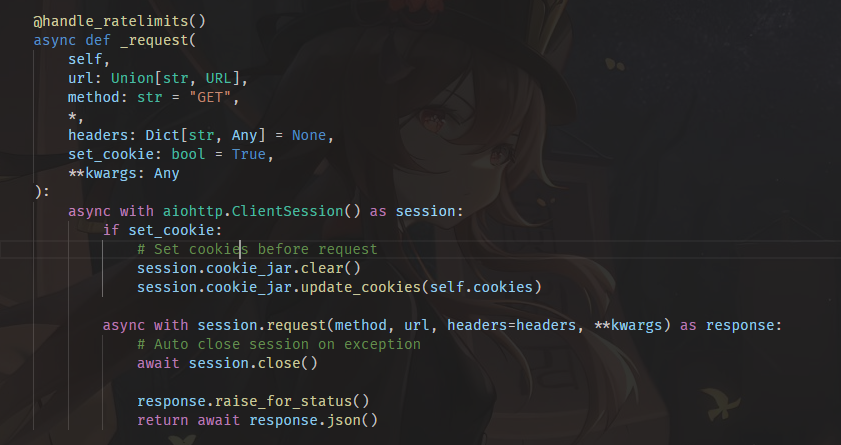 @handle_ratelimits()
async def _request(
    self,
    url: Union[str, URL],
    method: str = "GET",
    *,
    headers: Dict[str, Any] = None,
    set_cookie: bool = True,
    **kwargs: Any
):
    async with aiohttp.ClientSession() as session:
        if set_cookie:
            # Set cookies before request
            session.cookie_jar.clear()
            session.cookie_jar.update_cookies(self.cookies)

        async with session.request(method, url, headers=headers, **kwargs) as response:
            # Auto close session on exception
            await session.close()

            response.raise_for_status()
            return await response.json()